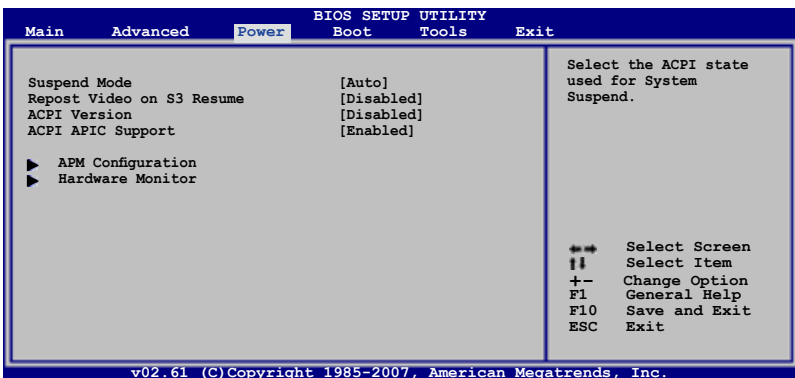 BIOS SETUP UTILITY
Main Advanced Power Boot Tools Exit
Suspend Mode [Auto]
Repost Video on S3 Resume [Disabled]
ACPI Version [Disabled]
ACPI APIC Support [Enabled]
APM Configuration
Hardware Monitor
Select the ACPI state
used for System
Suspend.
Select Screen
Select Item
+- Change Option
F1 General Help
F10 Save and Exit
ESC Exit
v02.61 (C)Copyright 1985-2007, American Megatrends, Inc.